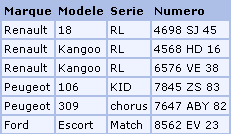 Marque Modele Serie Numero
Renault 18 RL 4698 SJ 45
Renault Kangoo RL 4568 HD 16
Renault Kangoo RL 6576 VE 38
Peugeot 106 KID 7845 ZS 83
Peugeot 309 chorus 7647 ABY 82
Ford Escort Match 8562 EV 23